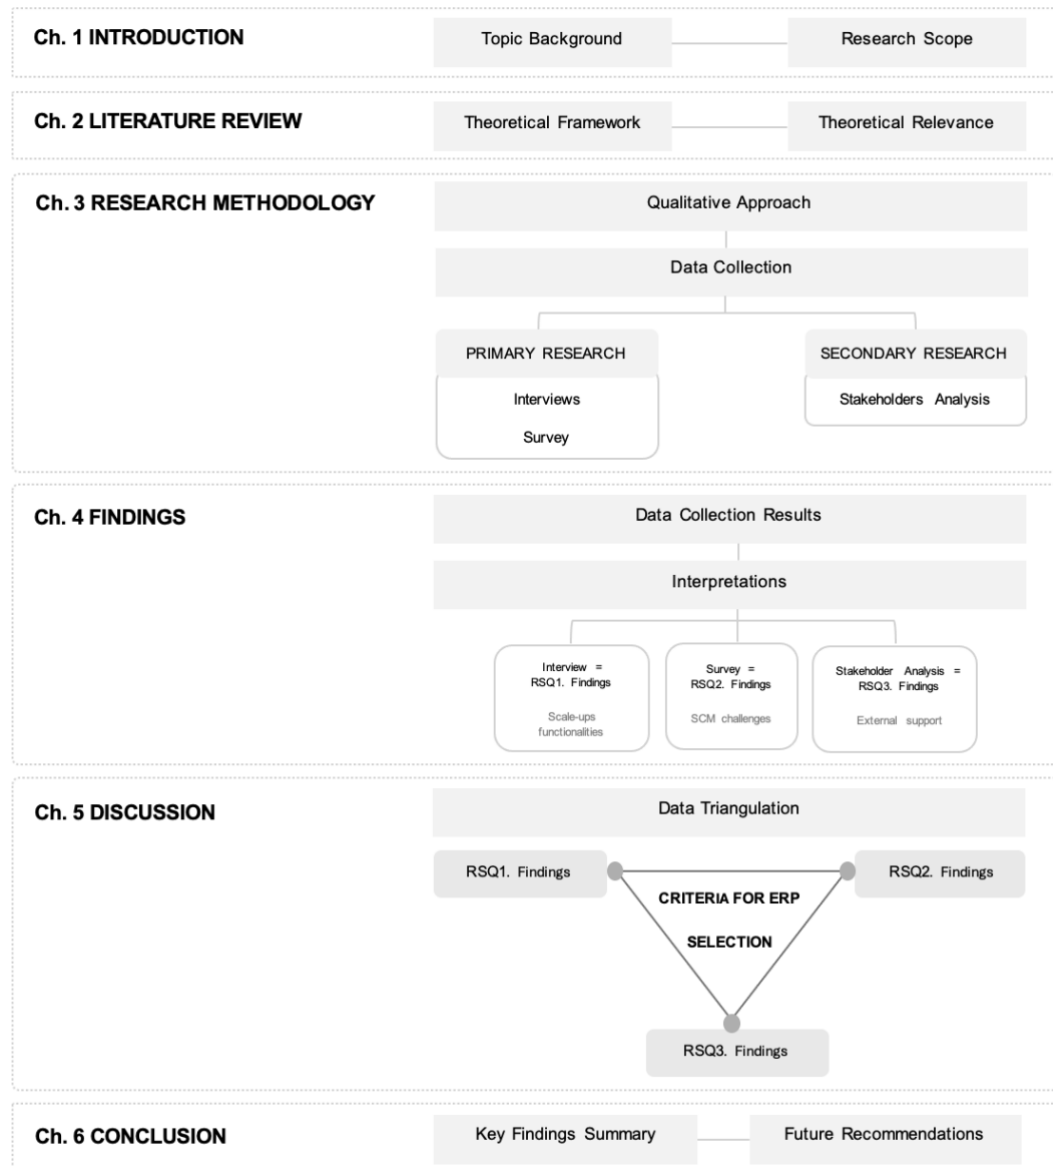 Ch. 1 INTRODUCTION
Topic Background
Research Scope
Ch. 2 LITERATURE REVIEW
Theoretical Framework
Theoretical Relevance
Ch. 3 RESEARCH METHODOLOGY
Qualitative Approach
Data Collection
PRIMARY RESEARCH
Interviews
Survey
SECONDARY RESEARCH
Stakeholders Analysis
Ch. 4 FINDINGS
Data Collection Results
Interpretations
Interview =
RSQ1. Findings
Scale-ups
functionalities
Survey =
RSQ2. Findings
SCM challenges
Stakeholder Analysis =
RSQ3. Findings
External support
Ch. 5 DISCUSSION
Data Triangulation
RSQ1. Findings
RSQ2. Findings
CRITERIA FOR ERP
SELECTION
RSQ3. Findings
Ch. 6 CONCLUSION
Key Findings Summary
Future Recommendations